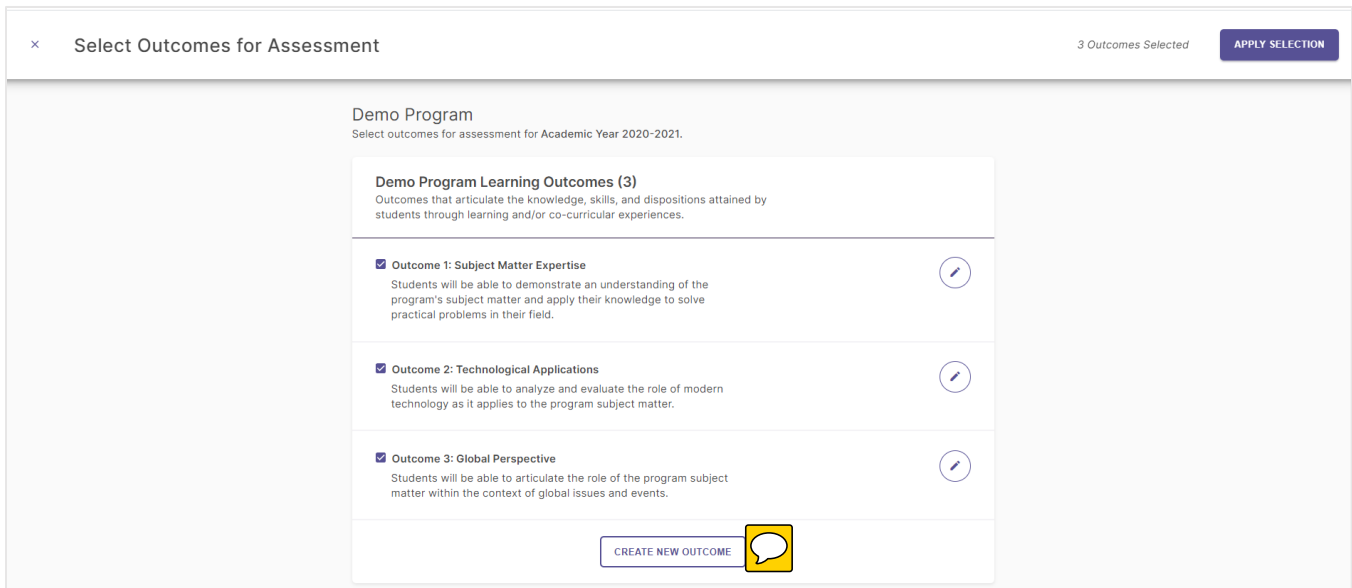 Select Outcomes for Assessment
3 Outcomes Selected
APPLY SELECTION
Demo Program
Select outcomes for assessment for Academic Year 2020-2021.
Demo Program Learning Outcomes (3)
Outcomes that articulate the knowledge, skills, and dispositions attained by
students through learning and/or co-curricular experiences.
Outcome 1: Subject Matter Expertise
Students will be able to demonstrate an understanding of the
program's subject matter and apply their knowledge to solve
practical problems in their field.
Outcome 2: Technological Applications
Students will be able to analyze and evaluate the role of modern
technology as it applies to the program subject matter.
Outcome 3: Global Perspective
Students will be able to articulate the role of the program subject
matter within the context of global issues and events.
CREATE NEW OUTCOME